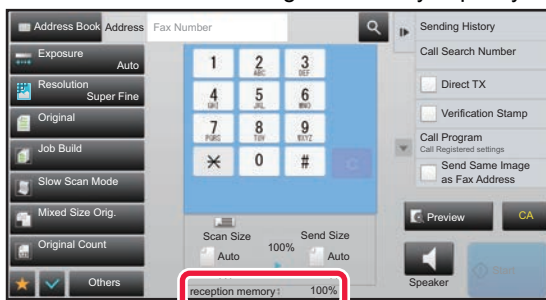 Address Book
Address
Fax Number
Sending History
Call Search Number
Direct TX
Verification Stamp
Call Program
Call Registered settings
Send Same Image
as Fax Address
Exposure
Auto
Resolution
Super Fine
Original
Job Build
Slow Scan Mode
Mixed Size Orig.
Original Count
Others
1
2 ABC
3 DEF
4 GHI
5 JKL
6 MNO
7 PQRS
8 TUV
9 WXYZ
0
#
C
Scan Size
100%
Send Size
Auto
Auto
reception memory: 100%
Preview
CA
Speaker
Start